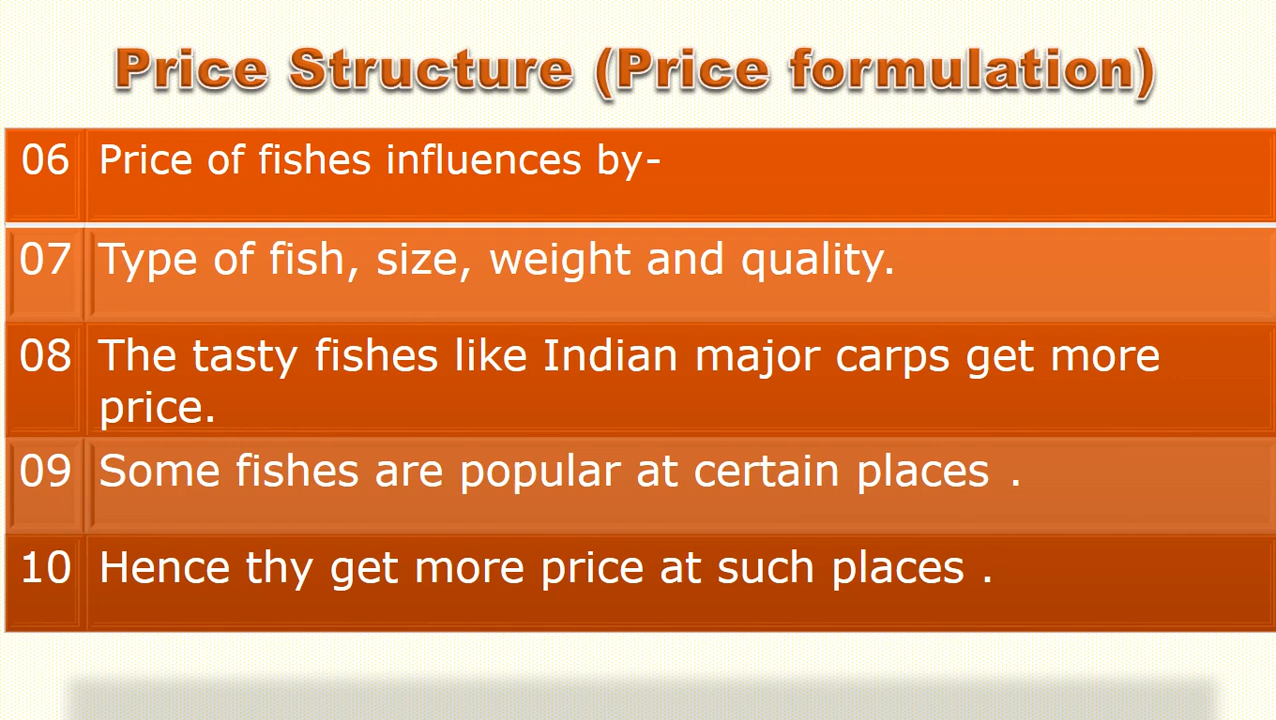 Price Structure (Price formulation)
06 Price of fishes influences by-
07 Type of fish, size, weight and quality.
08 The tasty fishes like Indian major carps get more
price.
09 Some fishes are popular at certain places .
10 Hence thy get more price at such places .